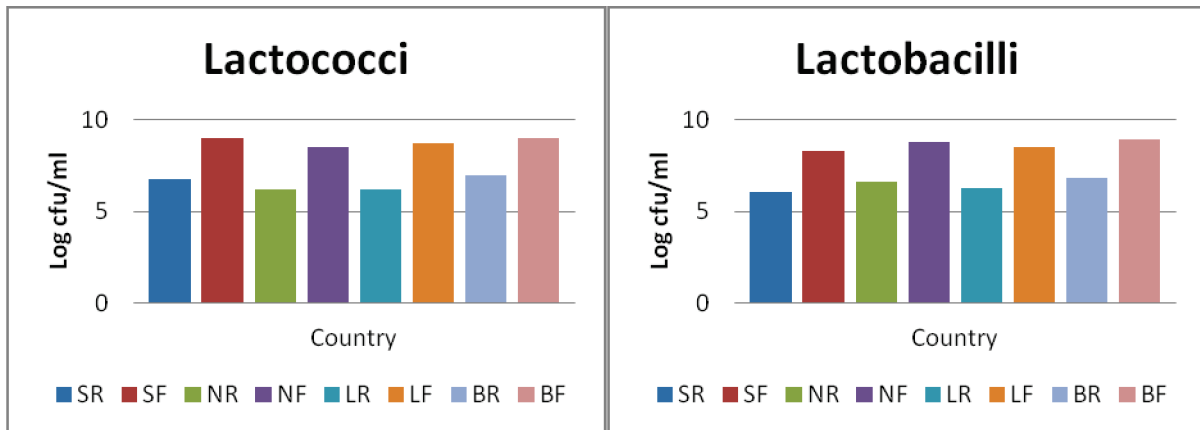 Lactococci
10
5
0
Log cfu/ml
Country
SR SF NR NF LR LF BR BF
Lactobacilli
10
5
0
Log cfu/ml
Country
SR SF NR NF LR LF BR BF